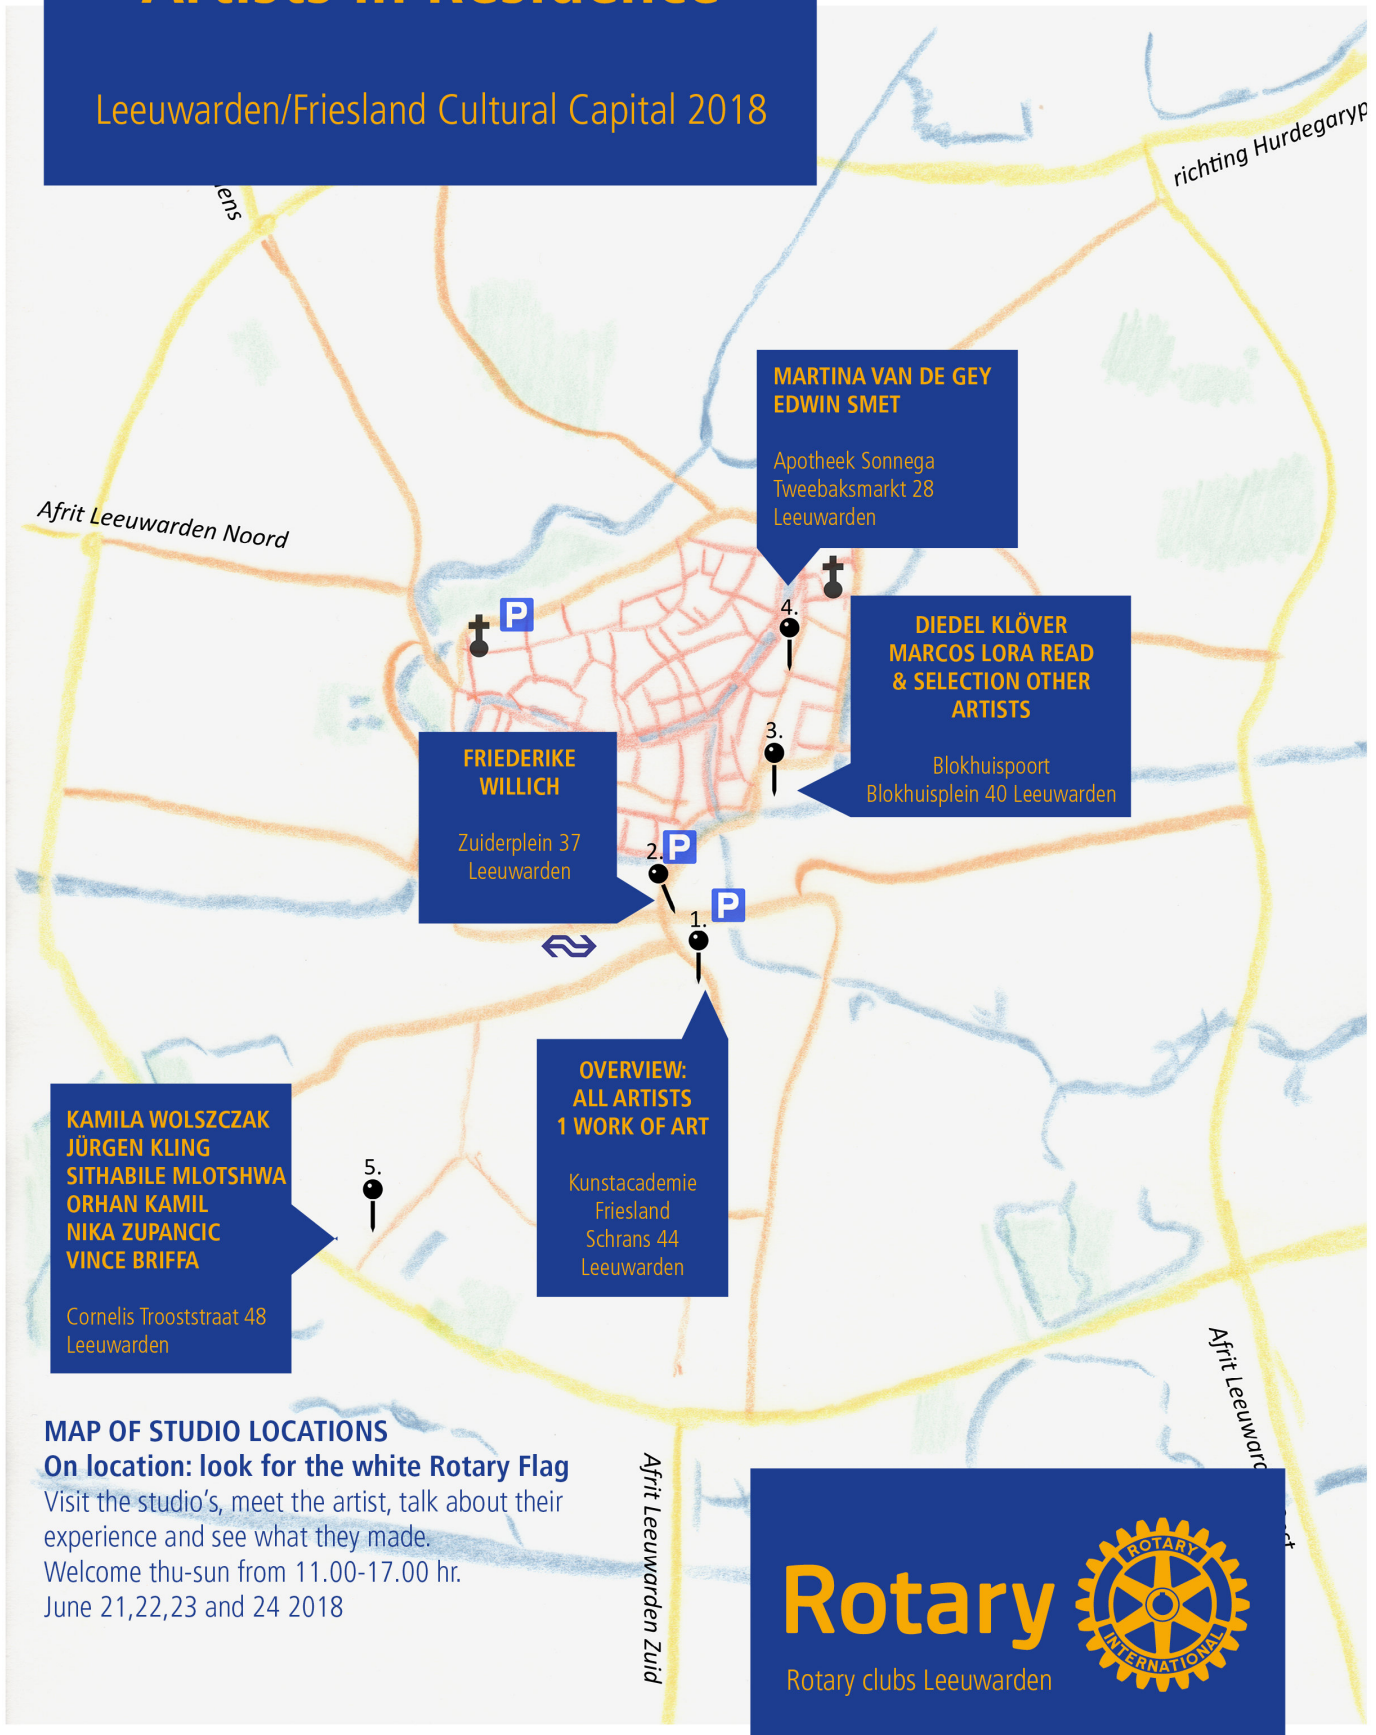 Artists in Residence
Leeuwarden/Friesland Cultural Capital 2018
richting Hurdegaryp
MARTINA VAN DE GEY
EDWIN SMET
Apotheek Sonnega
Tweebaksmarkt 28
Leeuwarden
Afrit Leeuwarden Noord
P
4.
DIEDEL KLÖVER
MARCOS LORA READ
& SELECTION OTHER
ARTISTS
Blokhuispoort
Blokhuisplein 40 Leeuwarden
3.
FRIEDERIKE
WILLICH
Zuiderplein 37
Leeuwarden
2.
P
P
1.
OVERVIEW:
ALL ARTISTS
1 WORK OF ART
Kunstacademie
Friesland
Schrans 44
Leeuwarden
KAMILA WOLSZCZAK
JÜRGEN KLING
SITHABILE MLOTSHWA
ORHAN KAMIL
NIKA ZUPANCIC
VINCE BRIFFA
Cornelis Trooststraat 48
Leeuwarden
5.
MAP OF STUDIO LOCATIONS
On location: look for the white Rotary Flag
Visit the studio's, meet the artist, talk about their
experience and see what they made.
Welcome thu-sun from 11.00-17.00 hr.
June 21,22,23 and 24 2018
Afrit Leeuwarden Zuid
Afrit Leeuward
Rotary
Rotary clubs Leeuwarden
ROTARY
INTERNATIONAL